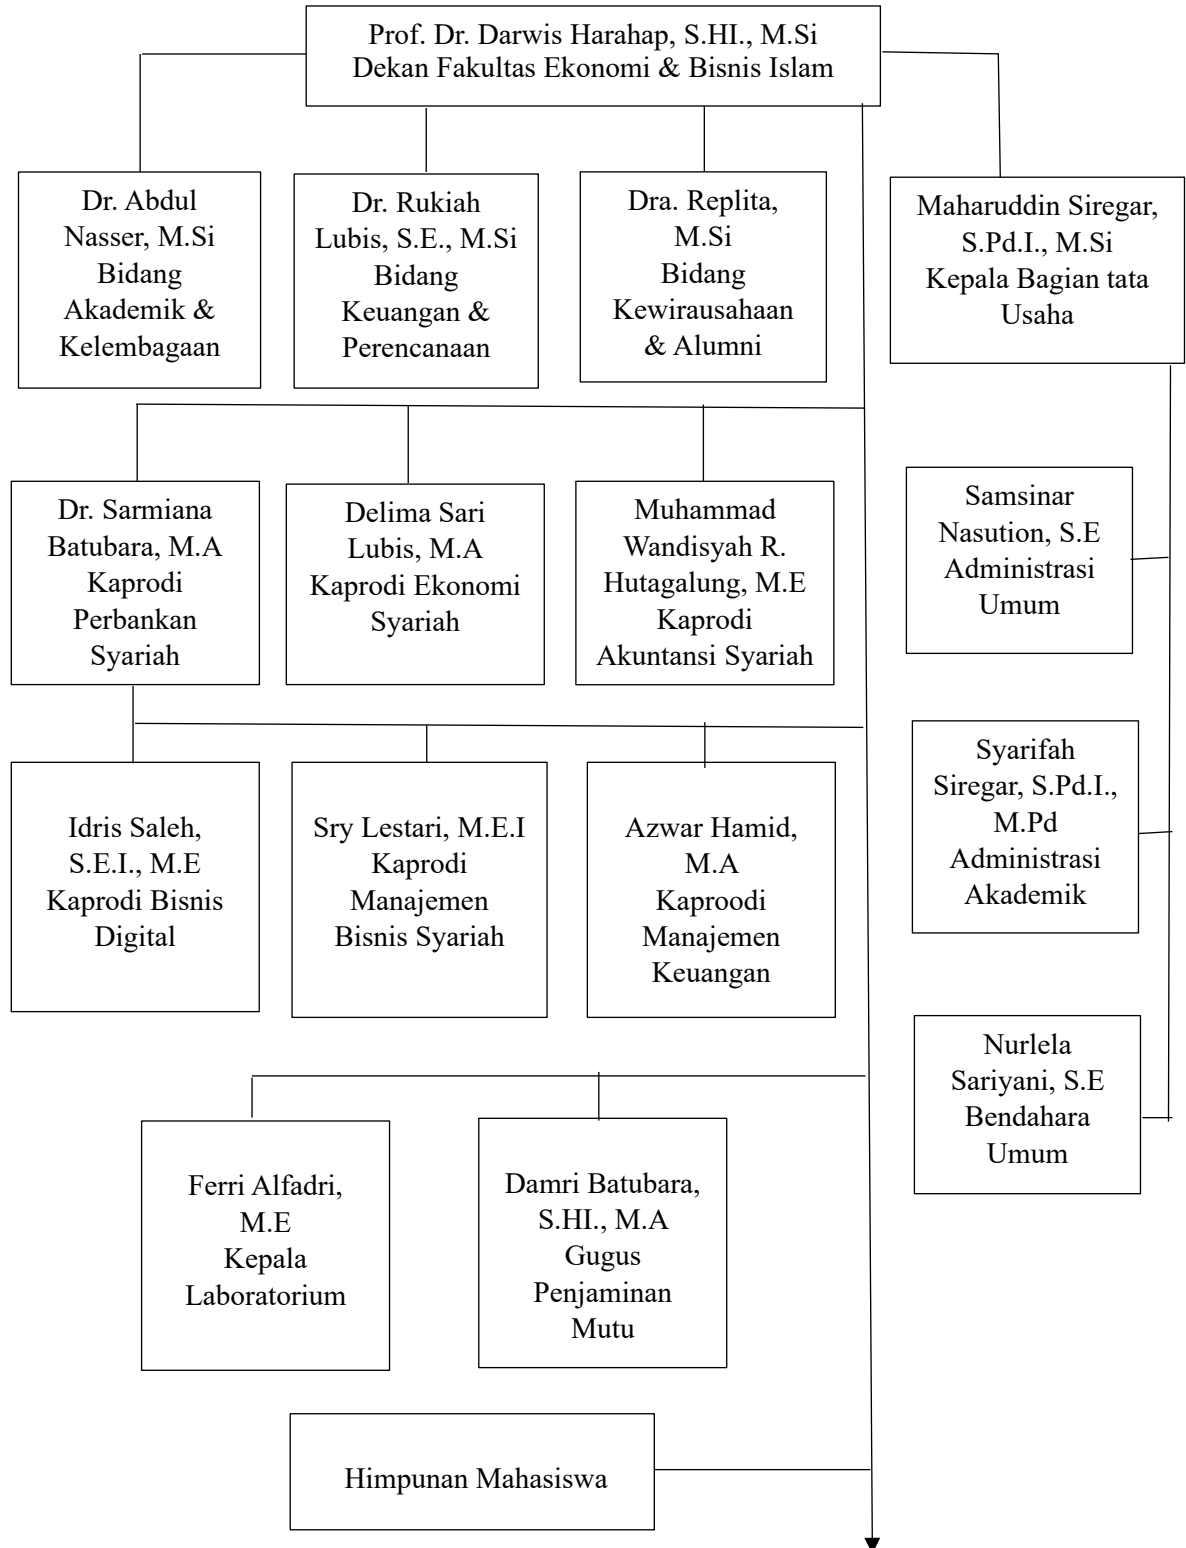 Prof. Dr. Darwis Harahap, S.HI., M.Si
Dekan Fakultas Ekonomi & Bisnis Islam
Dr. Abdul
Nasser, M.Si
Bidang
Akademik &
Kelembagaan
Dr. Rukiah
Lubis, S.E., M.Si
Bidang
Keuangan &
Perencanaan
Dra. Replita,
M.Si
Bidang
Kewirausahaan
& Alumni
Maharuddin Siregar,
S.Pd.I., M.Si
Kepala Bagian tata
Usaha
Dr. Sarmiana
Batubara, M.A
Kaprodi
Perbankan
Syariah
Delima Sari
Lubis, M.A
Kaprodi Ekonomi
Syariah
Muhammad
Wandisyah R.
Hutagalung, M.E
Kaprodi
Akuntansi Syariah
Samsinar
Nasution, S.E
Administrasi
Umum
Idris Saleh,
S.E.I., M.E
Kaprodi Bisnis
Digital
Sry Lestari, M.E.I
Kaprodi
Manajemen
Bisnis Syariah
Azwar Hamid,
M.A
Kaproodi
Manajemen
Keuangan
Syarifah
Siregar, S.Pd.I.,
M.Pd
Administrasi
Akademik
Nurlela
Sariyani, S.E
Bendahara
Umum
Ferri Alfadri,
M.E
Kepala
Laboratorium
Damri Batubara,
S.HI., M.A
Gugus
Penjaminan
Mutu
Himpunan Mahasiswa